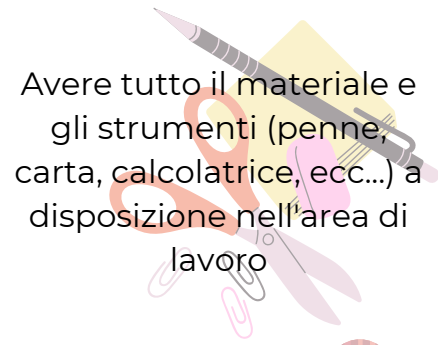 Avere tutto il materiale e
gli strumenti (penne,
carta, calcolatrice, ecc...) a
disposizione nell'area di
lavoro